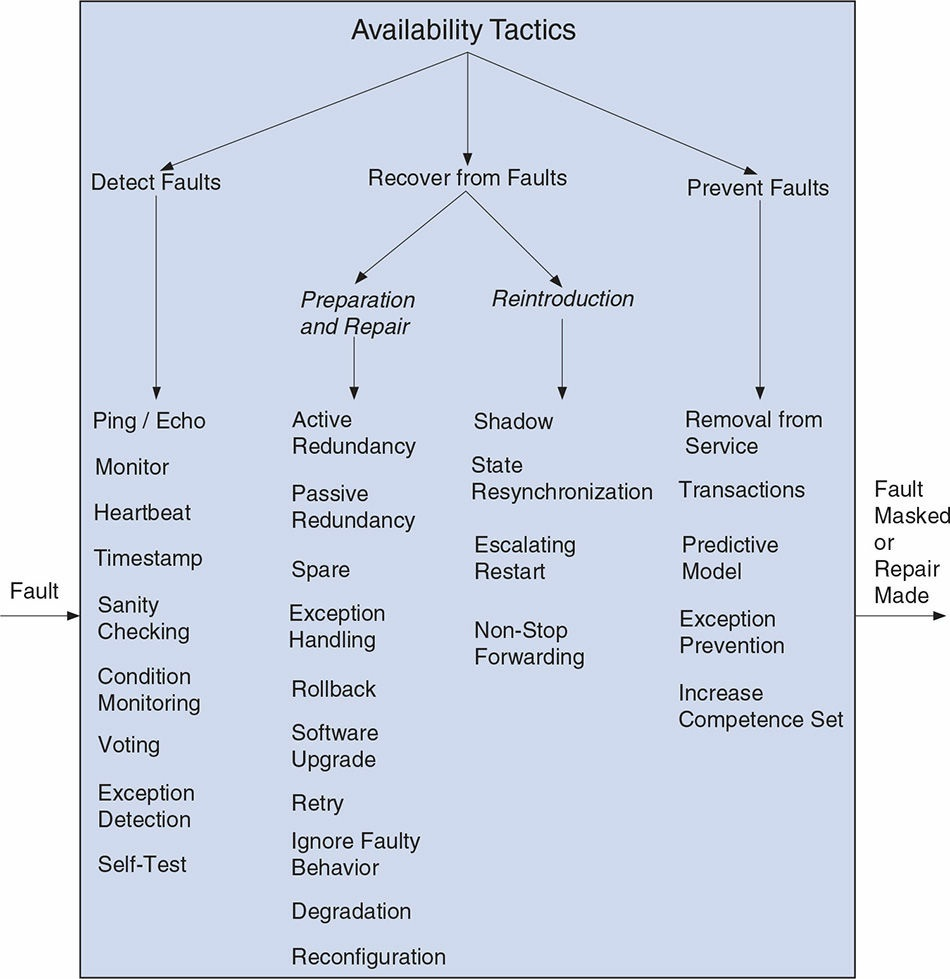 Availability Tactics
Detect Faults
Recover from Faults
Prevent Faults
Preparation
and Repair
Reintroduction
Ping / Echo
Monitor
Heartbeat
Timestamp
Sanity
Checking
Condition
Monitoring
Voting
Exception
Detection
Self-Test
Active
Redundancy
Passive
Redundancy
Spare
Exception
Handling
Rollback
Software
Upgrade
Retry
Ignore Faulty
Behavior
Degradation
Reconfiguration
Shadow
State
Resynchronization
Escalating
Restart
Non-Stop
Forwarding
Removal from
Service
Transactions
Predictive
Model
Exception
Prevention
Increase
Competence Set
Fault
Fault
Masked
or
Repair
Made